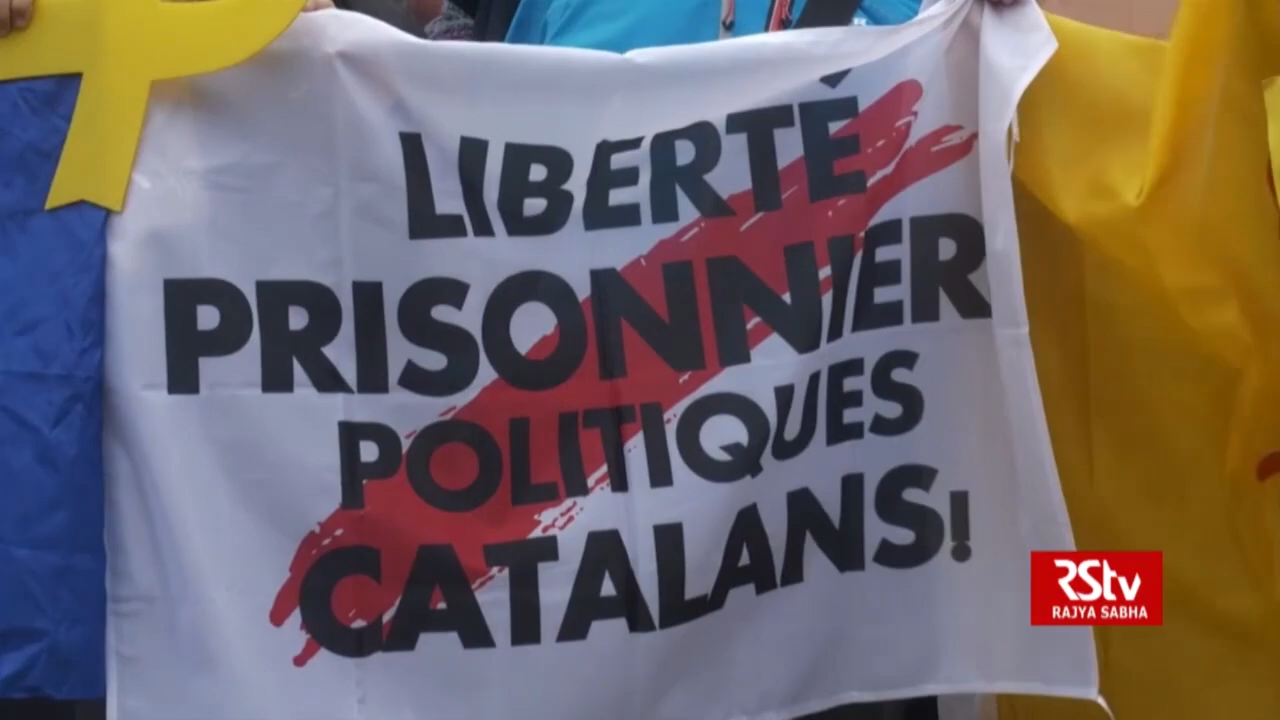 LIBERTÉ
PRISONNIER
POLITIQUES
CATALANS!
RSTV
RAJYA SABHA